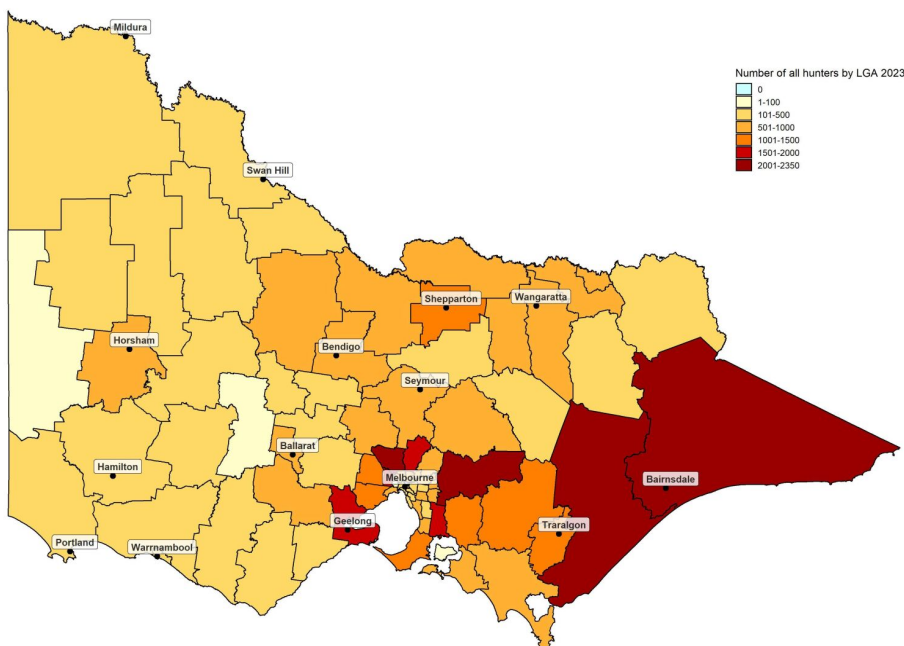 Mildura
Number of all hunters by LGA 2023
0
1-100
101-500
501-1000
1001-1500
1501-2000
2001-2350
Swan Hill
Shepparton
Wangaratta
Horsham
Bendigo
Seymour
Ballarat
Hamilton
Melbourne
Bairnsdale
Geelong
Traralgon
Portland
Warrnambool